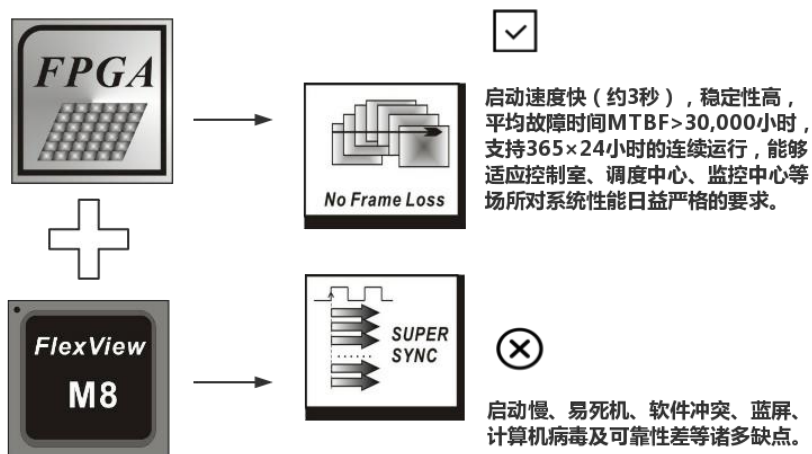 FPGA
No Frame Loss
启动速度快（约3秒），稳定性高，
平均故障时间MTBF>30,000小时，
支持365×24小时的连续运行，能够
适应控制室、调度中心、监控中心等
场所对系统性能日益严格的要求。
FlexView
M8
SUPER
SYNC
启动慢、易死机、软件冲突、蓝屏、
计算机病毒及可靠性差等诸多缺点。